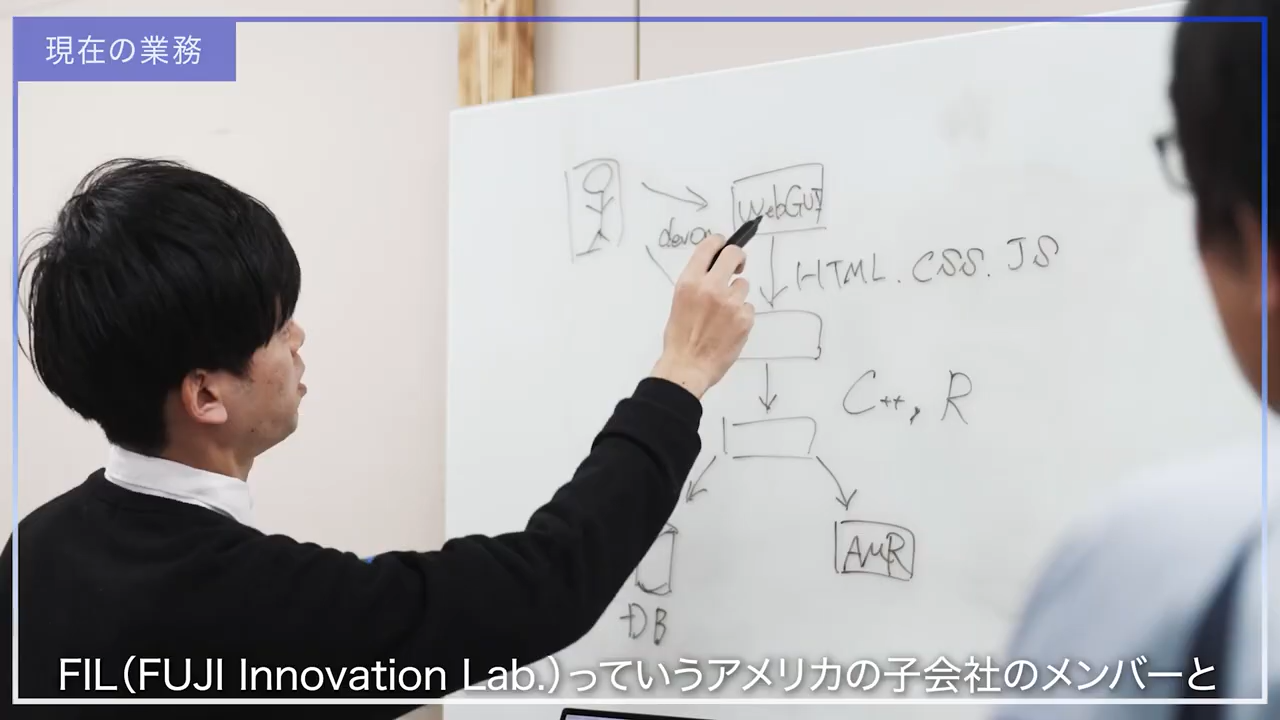 現在の業務
WebGUI
HTML. CSS. JS
C++, R
AMR
DB
FIL(FUJI Innovation Lab.)っていうアメリカの子会社のメンバーと